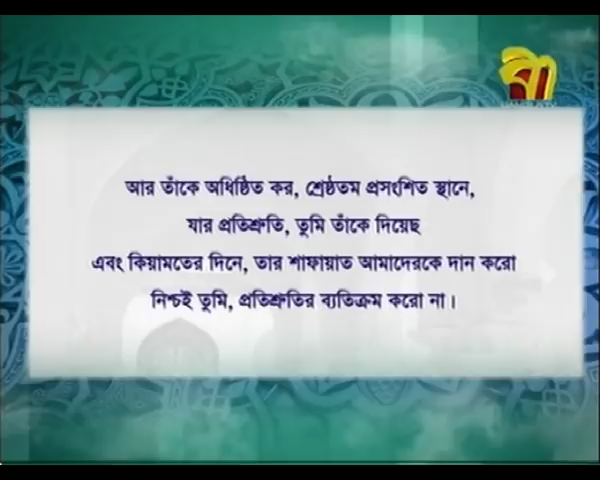 আর তাঁকে অধিষ্ঠিত কর, শ্রেষ্ঠতম প্রসংশিত স্থানে,
যার প্রতিশ্রুতি, তুমি তাঁকে দিয়েছ
এবং কিয়ামতের দিনে, তার শাফায়াত আমাদেরকে দান করো
নিশ্চই তুমি, প্রতিশ্রুতির ব্যতিক্রম করো না।